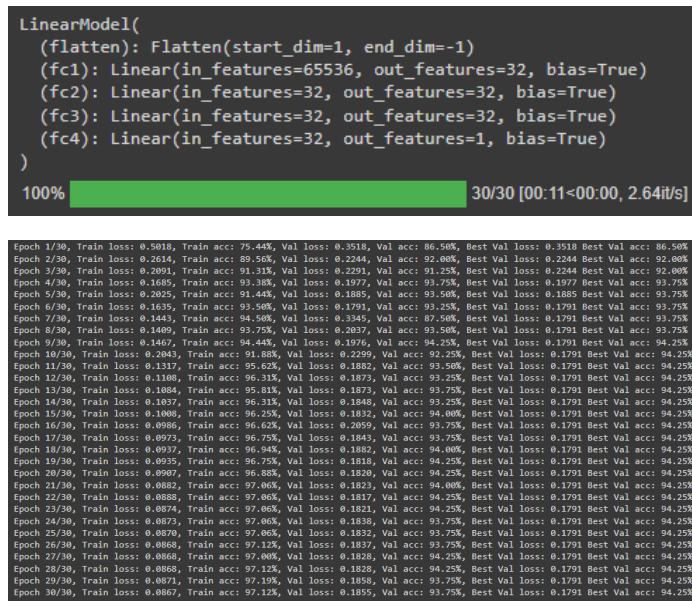 LinearModel(
(flatten): Flatten(start_dim=1, end_dim=-1)
(fc1): Linear(in_features=65536, out_features=32, bias=True)
(fc2): Linear(in_features=32, out_features=32, bias=True)
(fc3): Linear(in_features=32, out_features=32, bias=True)
(fc4): Linear(in_features=32, out_features=1, bias=True)
)
100% 30/30 [00:11<00:00, 2.64it/s]
Epoch 1/30, Train loss: 0.5018, Train acc: 75.44%, Val loss: 0.3518, Val acc: 86.50%, Best Val loss: 0.3518 Best Val acc: 86.50%
Epoch 2/30, Train loss: 0.2614, Train acc: 89.56%, Val loss: 0.2244, Val acc: 92.00%, Best Val loss: 0.2244 Best Val acc: 92.00%
Epoch 3/30, Train loss: 0.2091, Train acc: 91.31%, Val loss: 0.2291, Val acc: 91.25%, Best Val loss: 0.2244 Best Val acc: 92.00%
Epoch 4/30, Train loss: 0.1685, Train acc: 93.38%, Val loss: 0.1977, Val acc: 93.75%, Best Val loss: 0.1977 Best Val acc: 93.75%
Epoch 5/30, Train loss: 0.2025, Train acc: 91.44%, Val loss: 0.1885, Val acc: 93.50%, Best Val loss: 0.1885 Best Val acc: 93.75%
Epoch 6/30, Train loss: 0.1635, Train acc: 93.50%, Val loss: 0.1791, Val acc: 93.25%, Best Val loss: 0.1791 Best Val acc: 93.75%
Epoch 7/30, Train loss: 0.1443, Train acc: 94.50%, Val loss: 0.3345, Val acc: 87.50%, Best Val loss: 0.1791 Best Val acc: 93.75%
Epoch 8/30, Train loss: 0.1409, Train acc: 93.75%, Val loss: 0.2037, Val acc: 93.50%, Best Val loss: 0.1791 Best Val acc: 93.75%
Epoch 9/30, Train loss: 0.1467, Train acc: 94.44%, Val loss: 0.1976, Val acc: 94.25%, Best Val loss: 0.1791 Best Val acc: 94.25%
Epoch 10/30, Train loss: 0.2043, Train acc: 91.88%, Val loss: 0.2299, Val acc: 92.25%, Best Val loss: 0.1791 Best Val acc: 94.25%
Epoch 11/30, Train loss: 0.1317, Train acc: 95.62%, Val loss: 0.1882, Val acc: 93.50%, Best Val loss: 0.1791 Best Val acc: 94.25%
Epoch 12/30, Train loss: 0.1108, Train acc: 96.31%, Val loss: 0.1873, Val acc: 93.25%, Best Val loss: 0.1791 Best Val acc: 94.25%
Epoch 13/30, Train loss: 0.1084, Train acc: 95.81%, Val loss: 0.1873, Val acc: 93.75%, Best Val loss: 0.1791 Best Val acc: 94.25%
Epoch 14/30, Train loss: 0.1037, Train acc: 96.31%, Val loss: 0.1848, Val acc: 93.25%, Best Val loss: 0.1791 Best Val acc: 94.25%
Epoch 15/30, Train loss: 0.1008, Train acc: 96.25%, Val loss: 0.1832, Val acc: 94.00%, Best Val loss: 0.1791 Best Val acc: 94.25%
Epoch 16/30, Train loss: 0.0986, Train acc: 96.62%, Val loss: 0.2059, Val acc: 93.75%, Best Val loss: 0.1791 Best Val acc: 94.25%
Epoch 17/30, Train loss: 0.0973, Train acc: 96.75%, Val loss: 0.1843, Val acc: 93.75%, Best Val loss: 0.1791 Best Val acc: 94.25%
Epoch 18/30, Train loss: 0.0937, Train acc: 96.94%, Val loss: 0.1882, Val acc: 94.00%, Best Val loss: 0.1791 Best Val acc: 94.25%
Epoch 19/30, Train loss: 0.0935, Train acc: 96.75%, Val loss: 0.1818, Val acc: 94.25%, Best Val loss: 0.1791 Best Val acc: 94.25%
Epoch 20/30, Train loss: 0.0907, Train acc: 96.88%, Val loss: 0.1820, Val acc: 94.25%, Best Val loss: 0.1791 Best Val acc: 94.25%
Epoch 21/30, Train loss: 0.0882, Train acc: 97.06%, Val loss: 0.1823, Val acc: 94.00%, Best Val loss: 0.1791 Best Val acc: 94.25%
Epoch 22/30, Train loss: 0.0888, Train acc: 97.06%, Val loss: 0.1817, Val acc: 94.25%, Best Val loss: 0.1791 Best Val acc: 94.25%
Epoch 23/30, Train loss: 0.0874, Train acc: 97.06%, Val loss: 0.1821, Val acc: 94.25%, Best Val loss: 0.1791 Best Val acc: 94.25%
Epoch 24/30, Train loss: 0.0873, Train acc: 97.06%, Val loss: 0.1838, Val acc: 93.75%, Best Val loss: 0.1791 Best Val acc: 94.25%
Epoch 25/30, Train loss: 0.0870, Train acc: 97.06%, Val loss: 0.1832, Val acc: 93.75%, Best Val loss: 0.1791 Best Val acc: 94.25%
Epoch 26/30, Train loss: 0.0868, Train acc: 97.12%, Val loss: 0.1837, Val acc: 93.75%, Best Val loss: 0.1791 Best Val acc: 94.25%
Epoch 27/30, Train loss: 0.0868, Train acc: 97.00%, Val loss: 0.1828, Val acc: 94.25%, Best Val loss: 0.1791 Best Val acc: 94.25%
Epoch 28/30, Train loss: 0.0868, Train acc: 97.12%, Val loss: 0.1828, Val acc: 94.25%, Best Val loss: 0.1791 Best Val acc: 94.25%
Epoch 29/30, Train loss: 0.0871, Train acc: 97.19%, Val loss: 0.1858, Val acc: 93.75%, Best Val loss: 0.1791 Best Val acc: 94.25%
Epoch 30/30, Train loss: 0.0867, Train acc: 97.12%, Val loss: 0.1855, Val acc: 93.75%, Best Val loss: 0.1791 Best Val acc: 94.25%